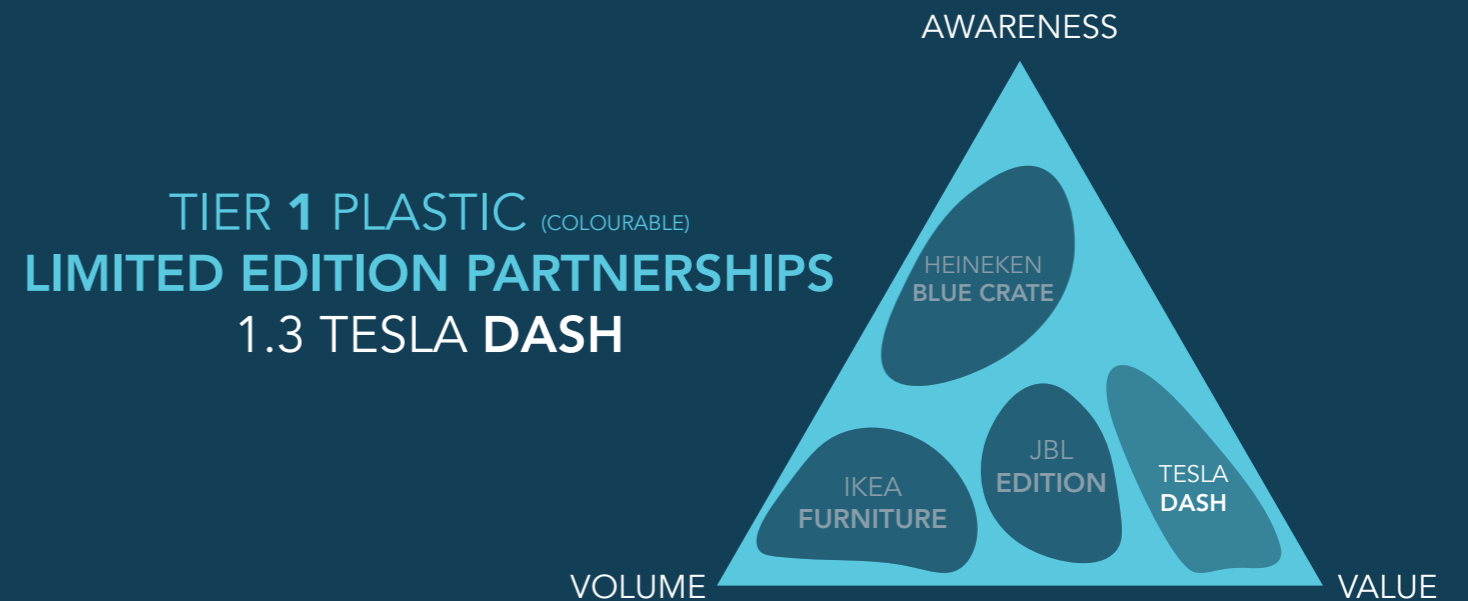 TIER 1 PLASTIC (COLOURABLE)
LIMITED EDITION PARTNERSHIPS
1.3 TESLA DASH
AWARENESS
HEINEKEN
BLUE CRATE
JBL
EDITION
TESLA
DASH
IKEA
FURNITURE
VOLUME
VALUE